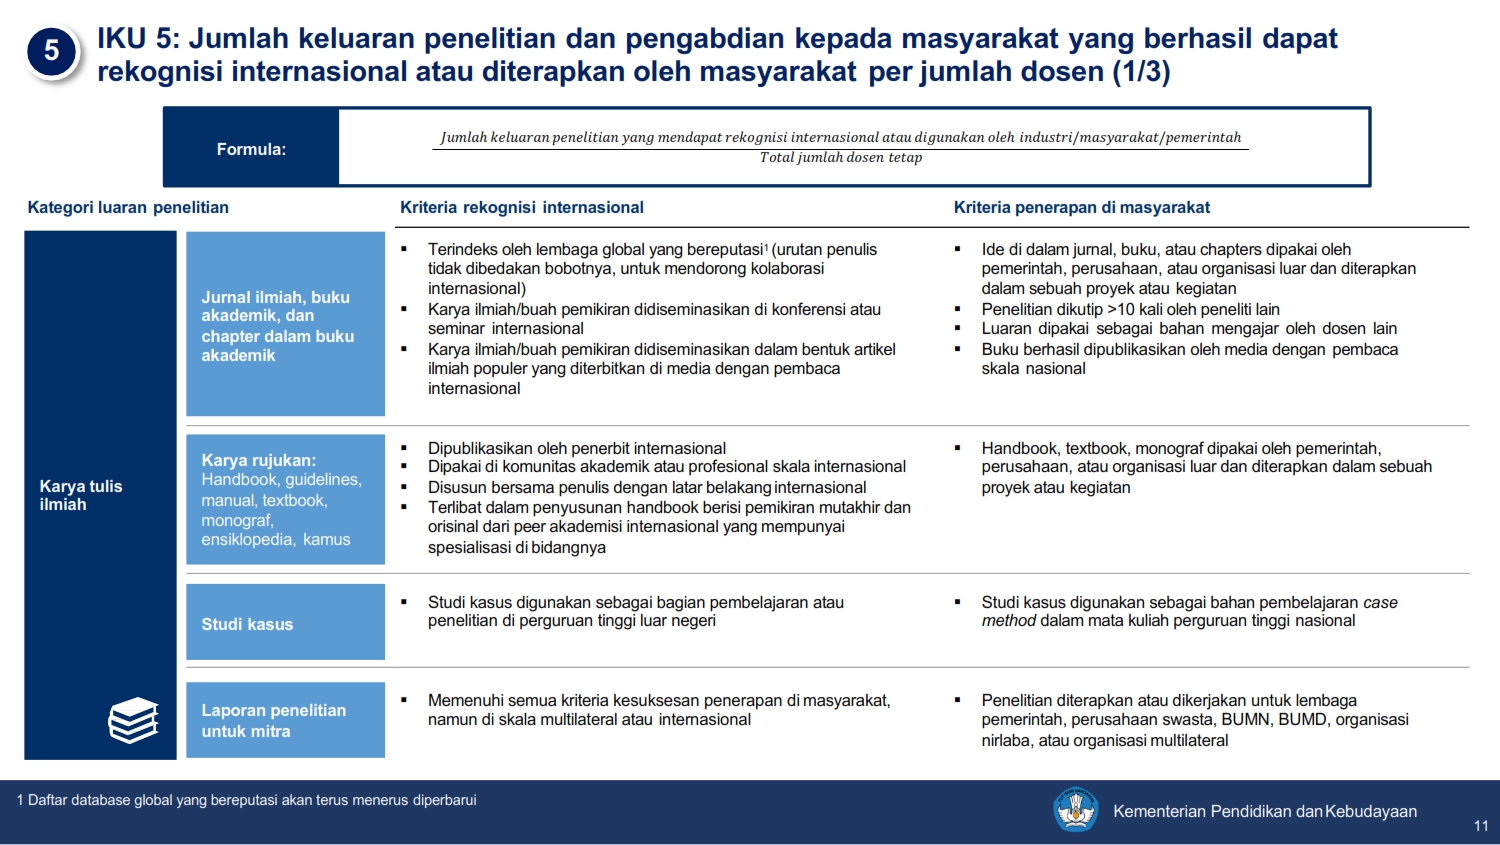 5
IKU 5: Jumlah keluaran penelitian dan pengabdian kepada masyarakat yang berhasil dapat
rekognisi internasional atau diterapkan oleh masyarakat per jumlah dosen (1/3)
Formula:
Jumlah keluaran penelitian yang mendapat rekognisi internasional atau digunakan oleh industri/masyarakat/pemerintah
Total jumlah dosen tetap
Kategori luaran penelitian
Kriteria rekognisi internasional
Kriteria penerapan di masyarakat
Karya tulis
ilmiah
Jurnal ilmiah, buku
akademik, dan
chapter dalam buku
akademik
▪ Terindeks oleh lembaga global yang bereputasi¹ (urutan penulis
tidak dibedakan bobotnya, untuk mendorong kolaborasi
internasional)
▪ Karya ilmiah/buah pemikiran didiseminasikan di konferensi atau
seminar internasional
▪ Karya ilmiah/buah pemikiran didiseminasikan dalam bentuk artikel
ilmiah populer yang diterbitkan di media dengan pembaca
internasional
▪ Ide di dalam jurnal, buku, atau chapters dipakai oleh
pemerintah, perusahaan, atau organisasi luar dan diterapkan
dalam sebuah proyek atau kegiatan
▪ Penelitian dikutip >10 kali oleh peneliti lain
▪ Luaran dipakai sebagai bahan mengajar oleh dosen lain
▪ Buku berhasil dipublikasikan oleh media dengan pembaca
skala nasional
Karya rujukan:
Handbook, guidelines,
manual, textbook,
monograf,
ensiklopedia, kamus
▪ Dipublikasikan oleh penerbit internasional
▪ Dipakai di komunitas akademik atau profesional skala internasional
▪ Disusun bersama penulis dengan latar belakang internasional
▪ Terlibat dalam penyusunan handbook berisi pemikiran mutakhir dan
orisinal dari peer akademisi internasional yang mempunyai
spesialisasi di bidangnya
▪ Handbook, textbook, monograf dipakai oleh pemerintah,
perusahaan, atau organisasi luar dan diterapkan dalam sebuah
proyek atau kegiatan
Studi kasus
▪ Studi kasus digunakan sebagai bagian pembelajaran atau
penelitian di perguruan tinggi luar negeri
▪ Studi kasus digunakan sebagai bahan pembelajaran case
method dalam mata kuliah perguruan tinggi nasional
Laporan penelitian
untuk mitra
▪ Memenuhi semua kriteria kesuksesan penerapan di masyarakat,
namun di skala multilateral atau internasional
▪ Penelitian diterapkan atau dikerjakan untuk lembaga
pemerintah, perusahaan swasta, BUMN, BUMD, organisasi
nirlaba, atau organisasi multilateral
1 Daftar database global yang bereputasi akan terus menerus diperbarui
Kementerian Pendidikan dan Kebudayaan
11